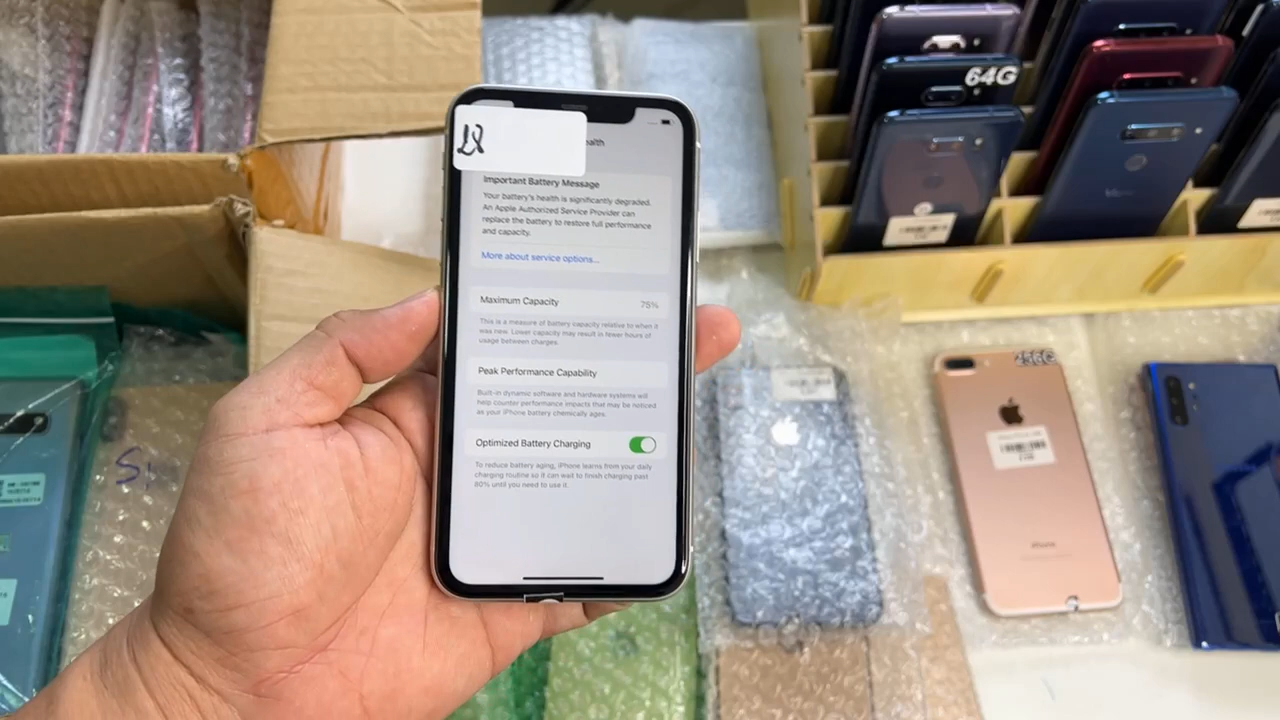 64G
health
Important Battery Message
Your battery's health is significantly degraded.
An Apple Authorized Service Provider can
replace the battery to restore full performance
and capacity.
More about service options...
Maximum Capacity 75%
This is a measure of battery capacity relative to when it
was new. Lower capacity may result in fewer hours of
usage between charges.
Peak Performance Capability
Built-in dynamic software and hardware systems will
help counter performance impacts that may be noticed
as your iPhone battery chemically ages.
Optimized Battery Charging
To reduce battery aging, iPhone learns from your daily
charging routine so it can wait to finish charging past
80% until you need to use it.
256G
iPhone